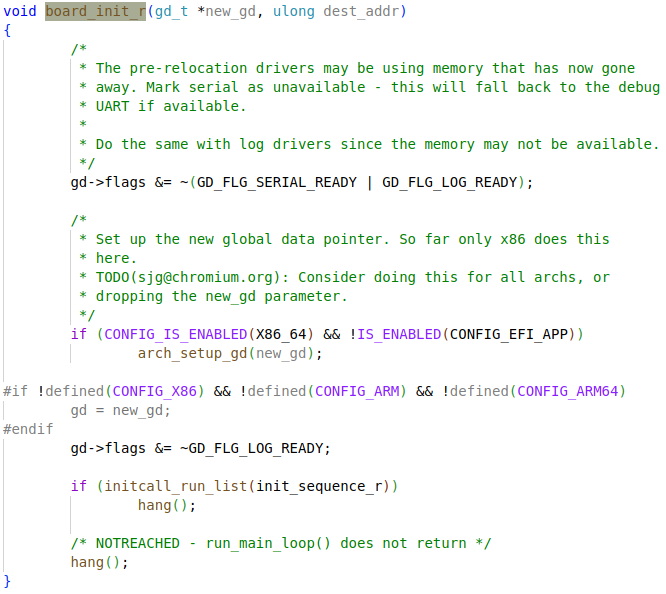 void board_init_r(gd_t *new_gd, ulong dest_addr)
{
        /*
         * The pre-relocation drivers may be using memory that has now gone
         * away. Mark serial as unavailable - this will fall back to the debug
         * UART if available.
         *
         * Do the same with log drivers since the memory may not be available.
         */
        gd->flags &= ~(GD_FLG_SERIAL_READY | GD_FLG_LOG_READY);

        /*
         * Set up the new global data pointer. So far only x86 does this
         * here.
         * TODO(sjg@chromium.org): Consider doing this for all archs, or
         * dropping the new_gd parameter.
         */
        if (CONFIG_IS_ENABLED(X86_64) && !IS_ENABLED(CONFIG_EFI_APP))
                arch_setup_gd(new_gd);

#if !defined(CONFIG_X86) && !defined(CONFIG_ARM) && !defined(CONFIG_ARM64)
        gd = new_gd;
#endif
        gd->flags &= ~GD_FLG_LOG_READY;

        if (initcall_run_list(init_sequence_r))
                hang();

        /* NOTREACHED - run_main_loop() does not return */
        hang();
}